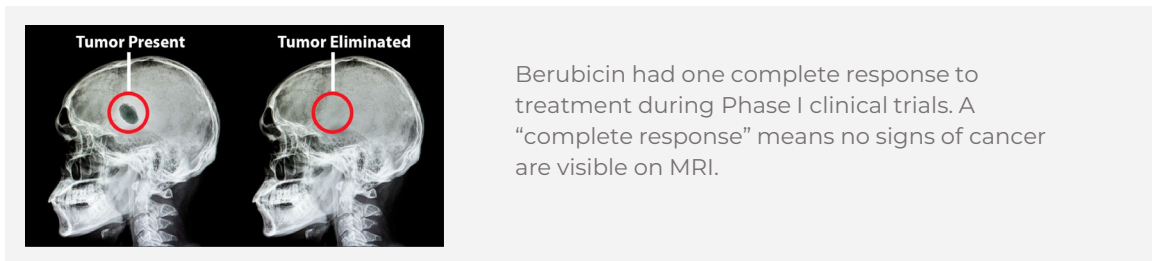 Tumor Present
Tumor Eliminated
Berubicin had one complete response to
treatment during Phase I clinical trials. A
“complete response” means no signs of cancer
are visible on MRI.